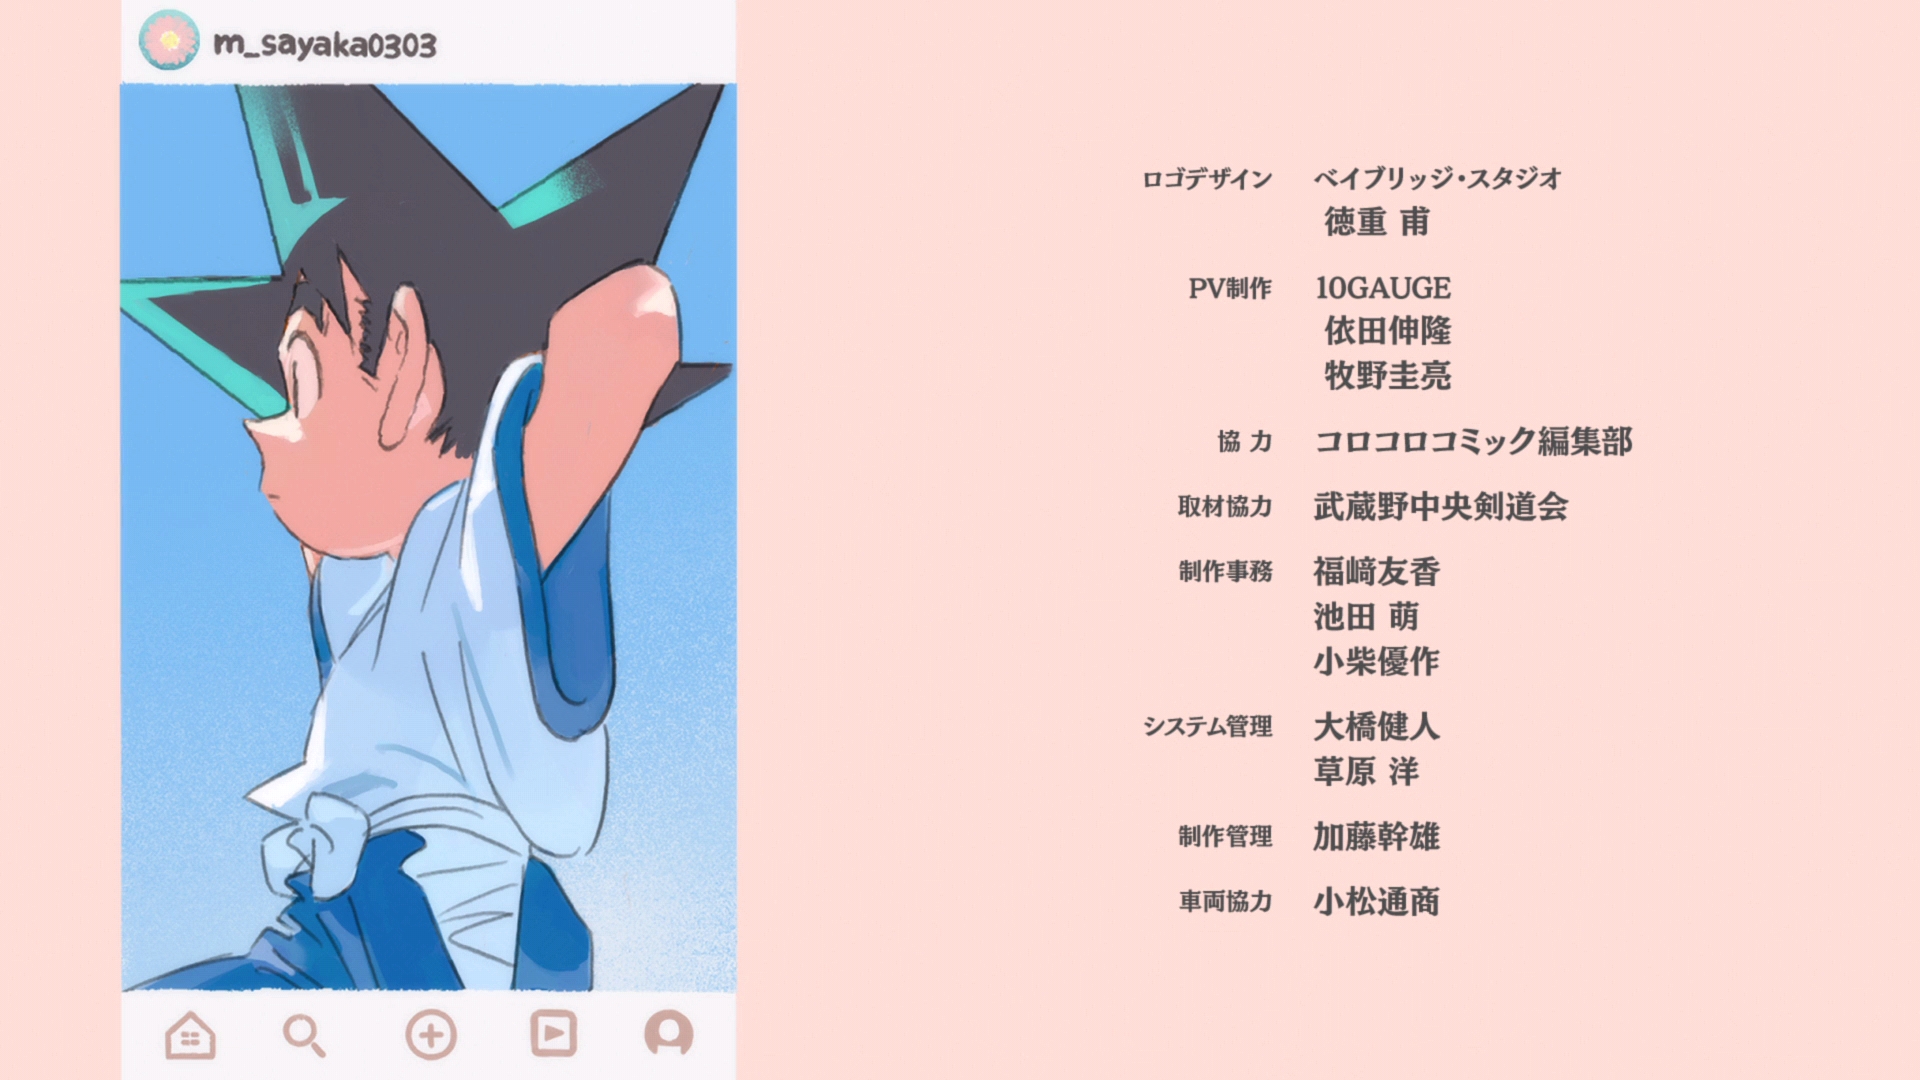 m_sayaka0303
ロゴデザイン ベイブリッジ・スタジオ
徳重 甫
PV制作 10GAUGE
依田伸隆
牧野圭亮
協 力 コロコロコミック編集部
取材協力 武蔵野中央剣道会
制作事務 福﨑友香
池田 萌
小柴優作
システム管理 大橋健人
草原 洋
制作管理 加藤幹雄
車両協力 小松通商